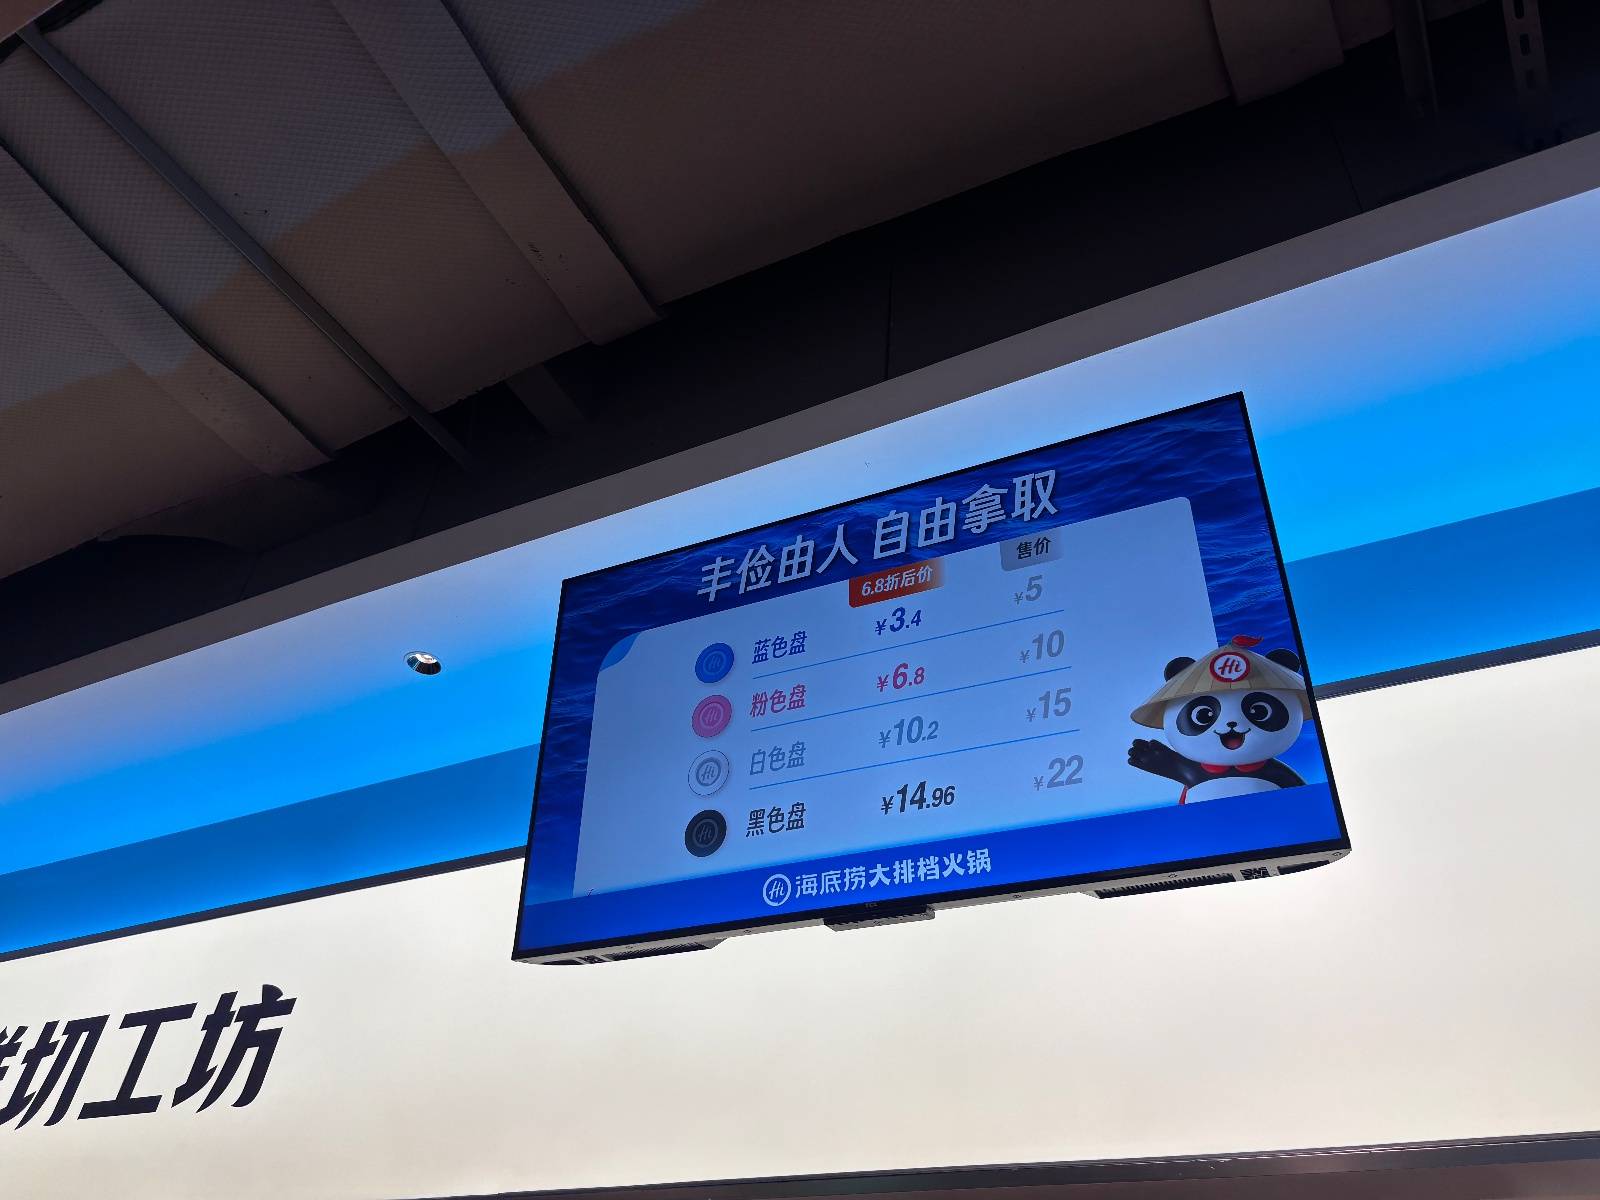 丰俭由人 自由拿取
6.8折后价 售价
蓝色盘 ¥3.4 ¥5
粉色盘 ¥6.8 ¥10
白色盘 ¥10.2 ¥15
黑色盘 ¥14.96 ¥22
Hi 海底捞大排档火锅
切工坊